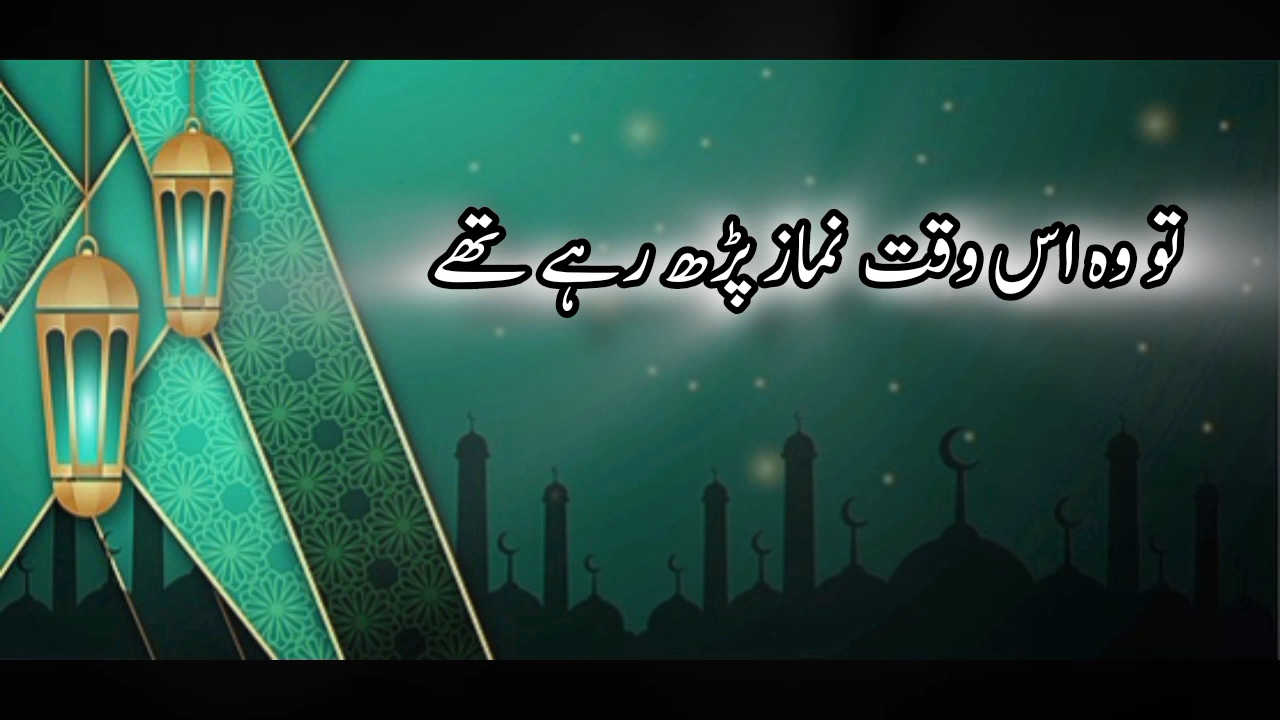 تو وہ اس وقت نماز پڑھ رہے تھے